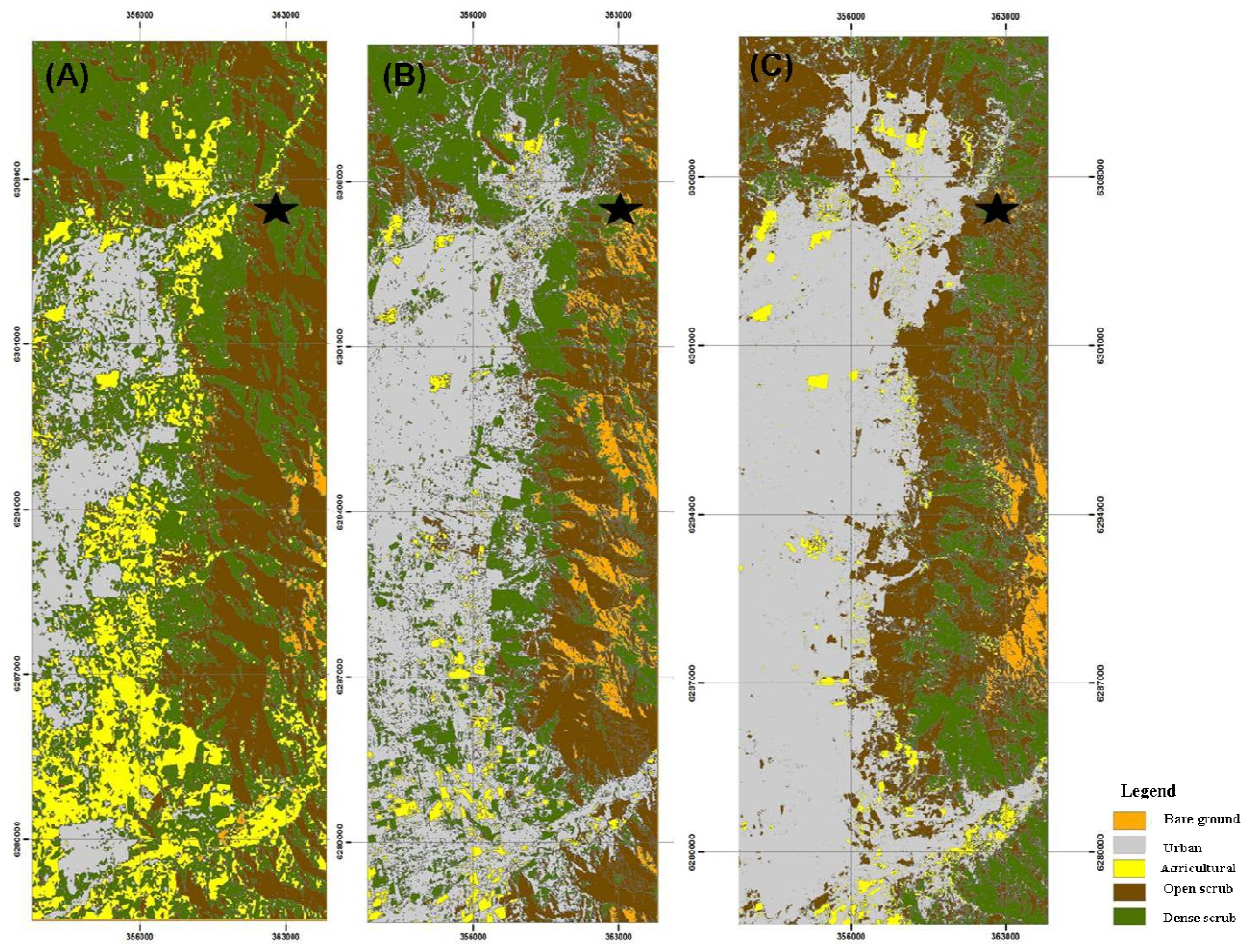 356000 363000 356000 363000 356000 363000
(A) (B) (C)
6308000 6308000 6308000 6308000
6301000 6301000 6301000 6301000
6294000 6294000 6294000 6294000
6287000 6287000 6287000 6287000
6280000 6280000 6280000 6280000
356000 363000 356000 363000 356000 363000
Legend
Bare ground
Urban
Agricultural
Open scrub
Dense scrub